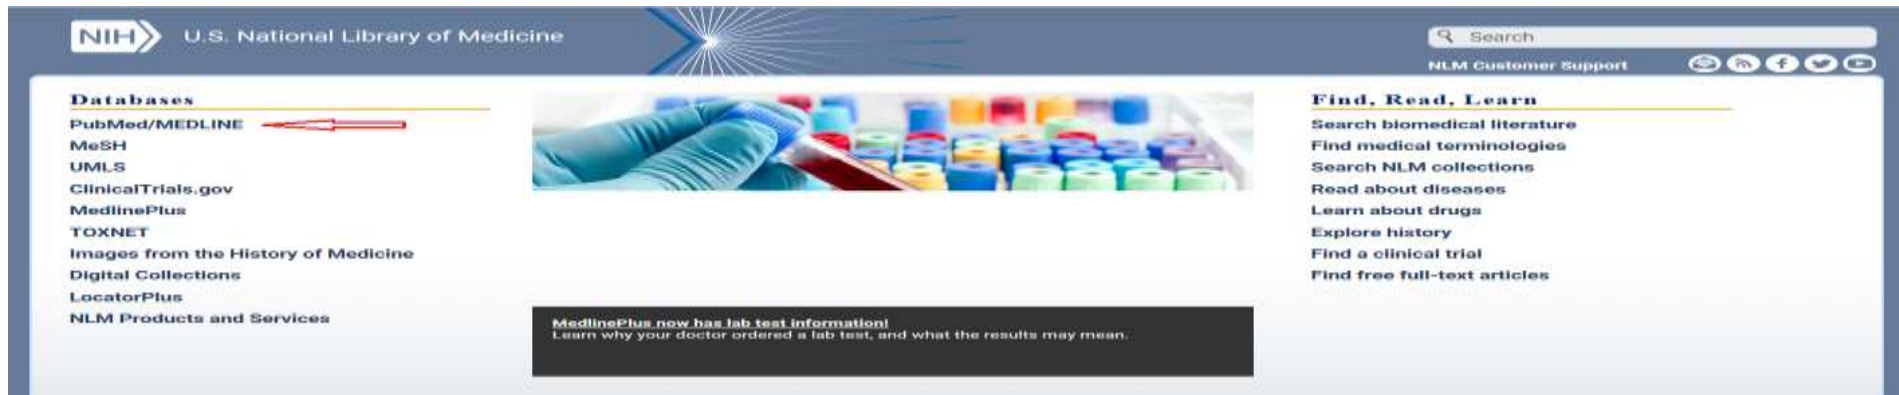 NIH U.S. National Library of Medicine
Search
NLM Customer Support
Databases
PubMed/MEDLINE
MeSH
UMLS
ClinicalTrials.gov
MedlinePlus
TOXNET
Images from the History of Medicine
Digital Collections
LocatorPlus
NLM Products and Services
MedlinePlus now has lab test information!
Learn why your doctor ordered a lab test, and what the results may mean.
Find, Read, Learn
Search biomedical literature
Find medical terminologies
Search NLM collections
Read about diseases
Learn about drugs
Explore history
Find a clinical trial
Find free full-text articles